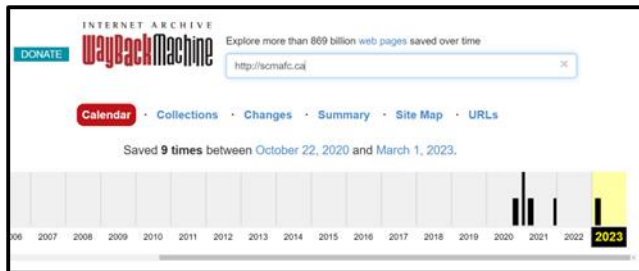 INTERNET ARCHIVE
DONATE
WayBackMachine
Explore more than 869 billion web pages saved over time
http://scmafc.ca
×
Calendar · Collections · Changes · Summary · Site Map · URLs
Saved 9 times between October 22, 2020 and March 1, 2023.
2007 2008 2009 2010 2011 2012 2013 2014 2015 2016 2017 2018 2019 2020 2021 2022 2023